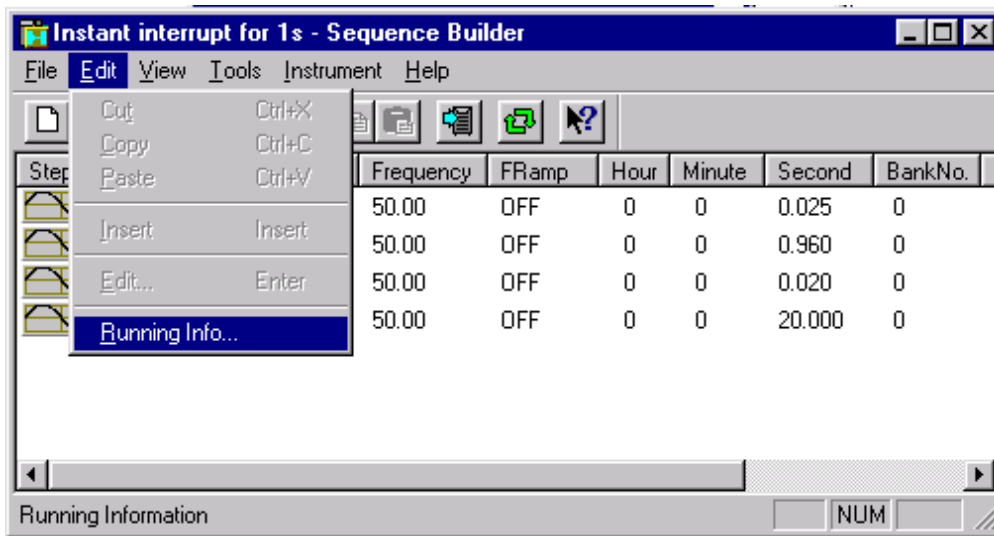 Instant interrupt for 1s - Sequence Builder
File Edit View Tools Instrument Help
Cut Ctrl+X
Copy Ctrl+C
Paste Ctrl+V
Insert Insert
Edit... Enter
Running Info...
Step Frequency FRamp Hour Minute Second BankNo.
50.00 OFF 0 0 0.025 0
50.00 OFF 0 0 0.960 0
50.00 OFF 0 0 0.020 0
50.00 OFF 0 0 20.000 0
Running Information NUM